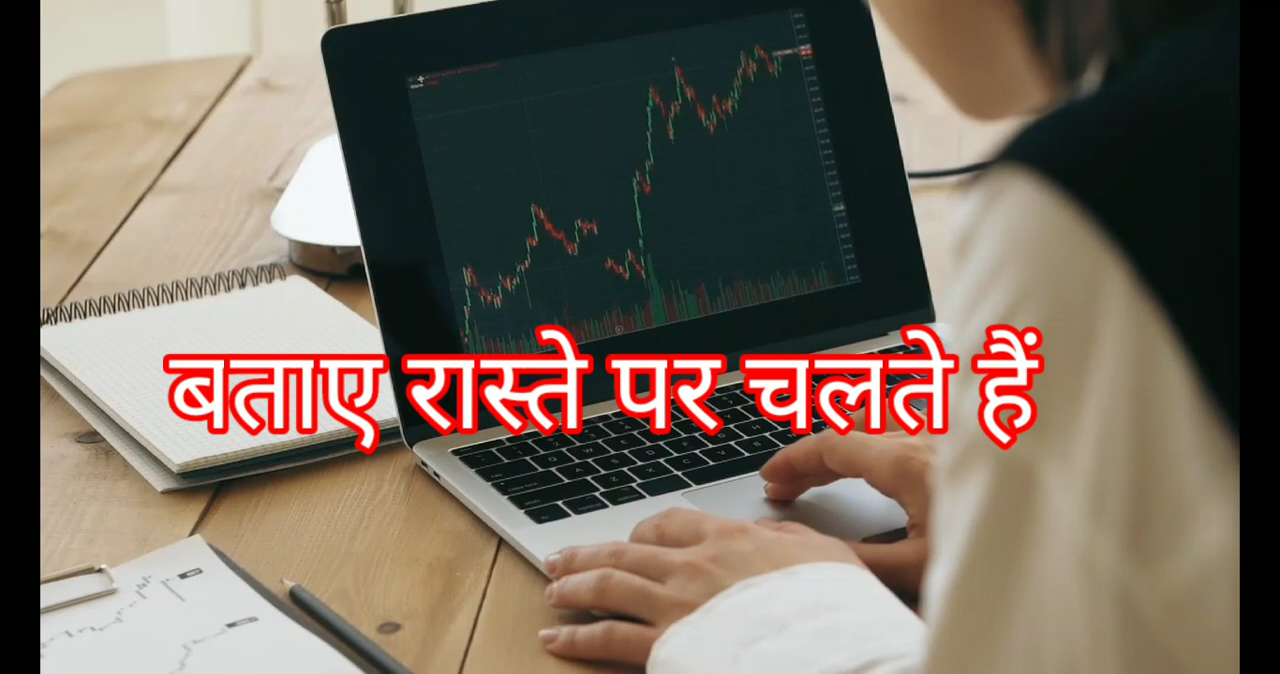 बताए रास्ते पर चलते हैं